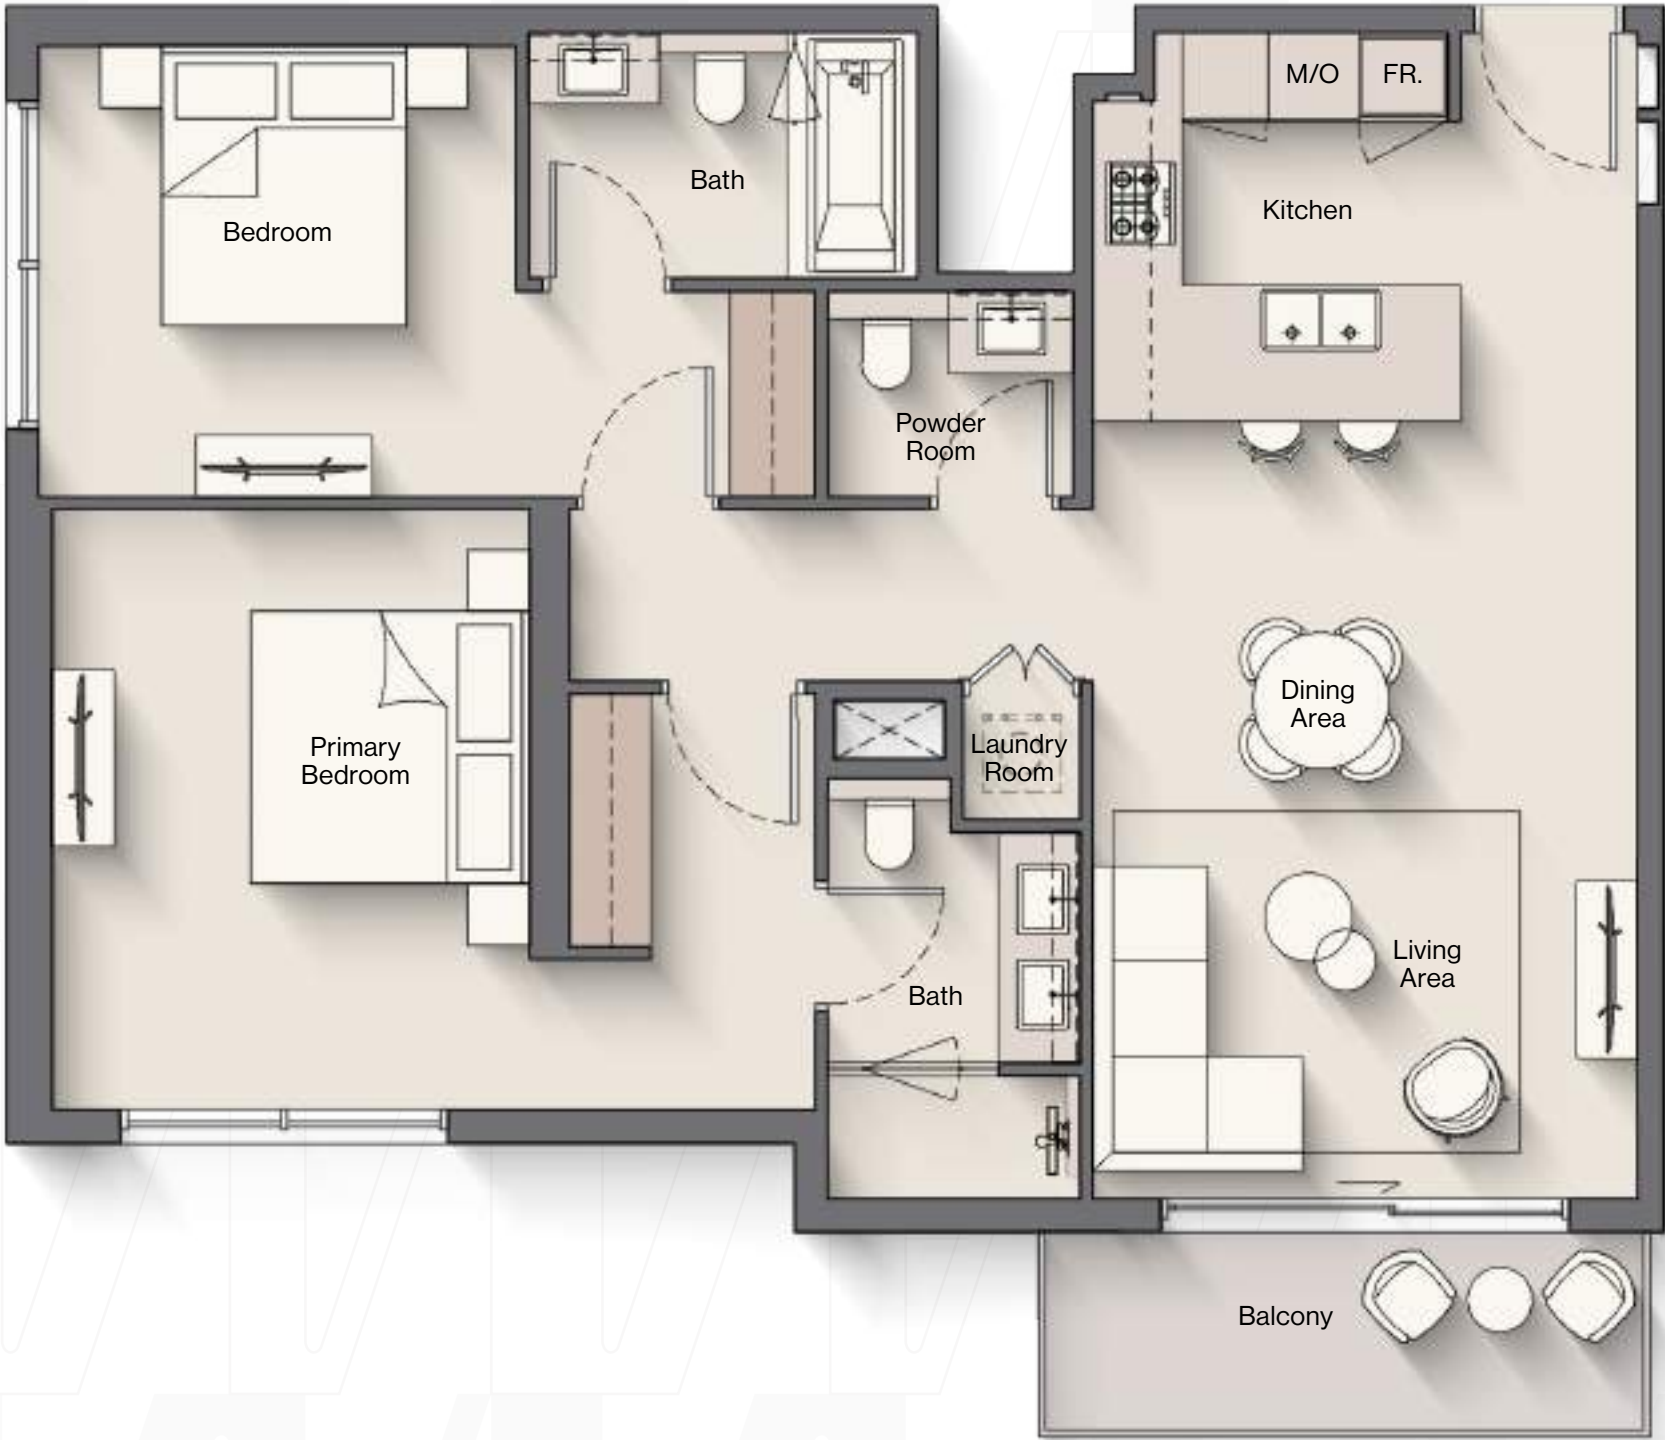 M/O
FR.
Bath
Kitchen
Bedroom
Powder
Room
Dining
Area
Primary
Bedroom
Laundry
Room
Living
Area
Bath
Balcony